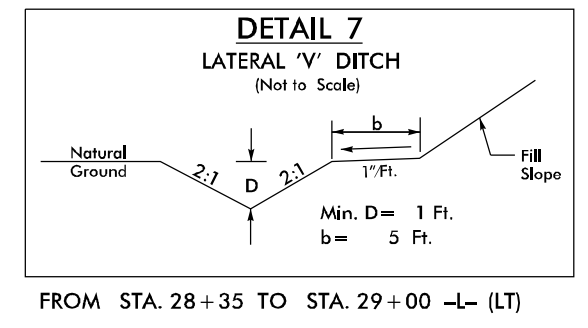 DETAIL 7
LATERAL 'V' DITCH
(Not to Scale)
b
Natural
Ground
2:1
D
2:1
1"/Ft.
Fill
Slope
Min. D= 1 Ft.
b= 5 Ft.
FROM STA. 28+35 TO STA. 29+00 -L- (LT)